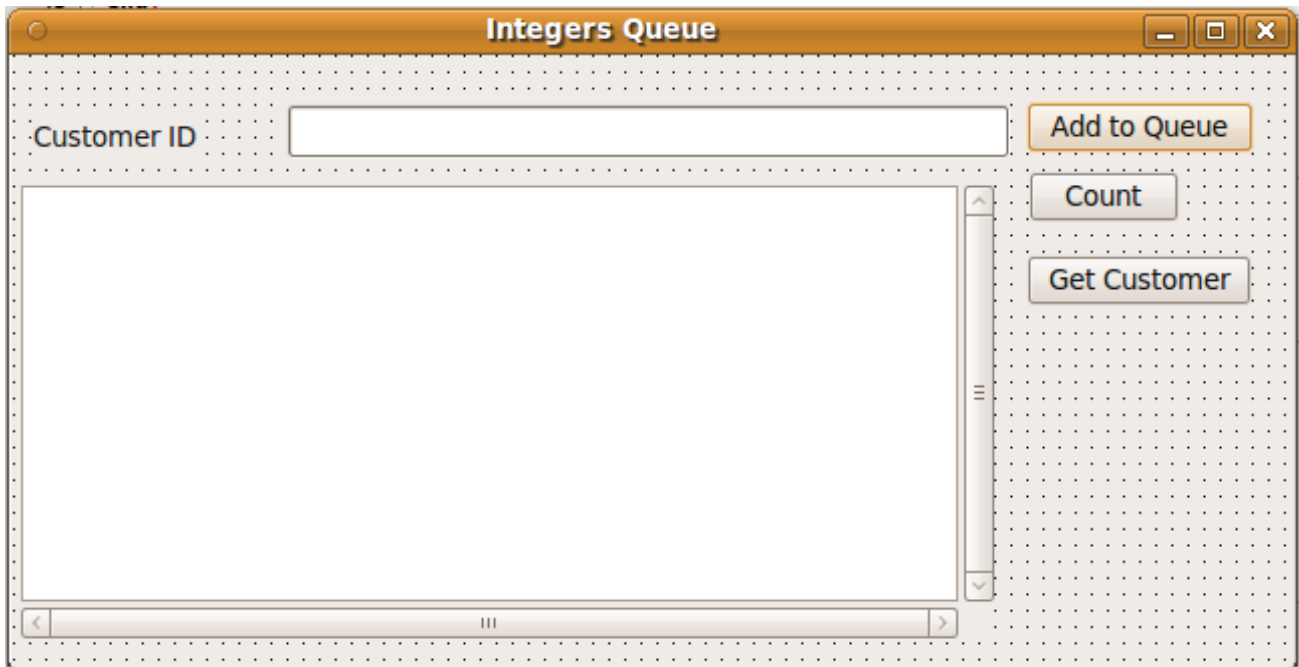 Integers Queue
Customer ID
Add to Queue
Count
Get Customer